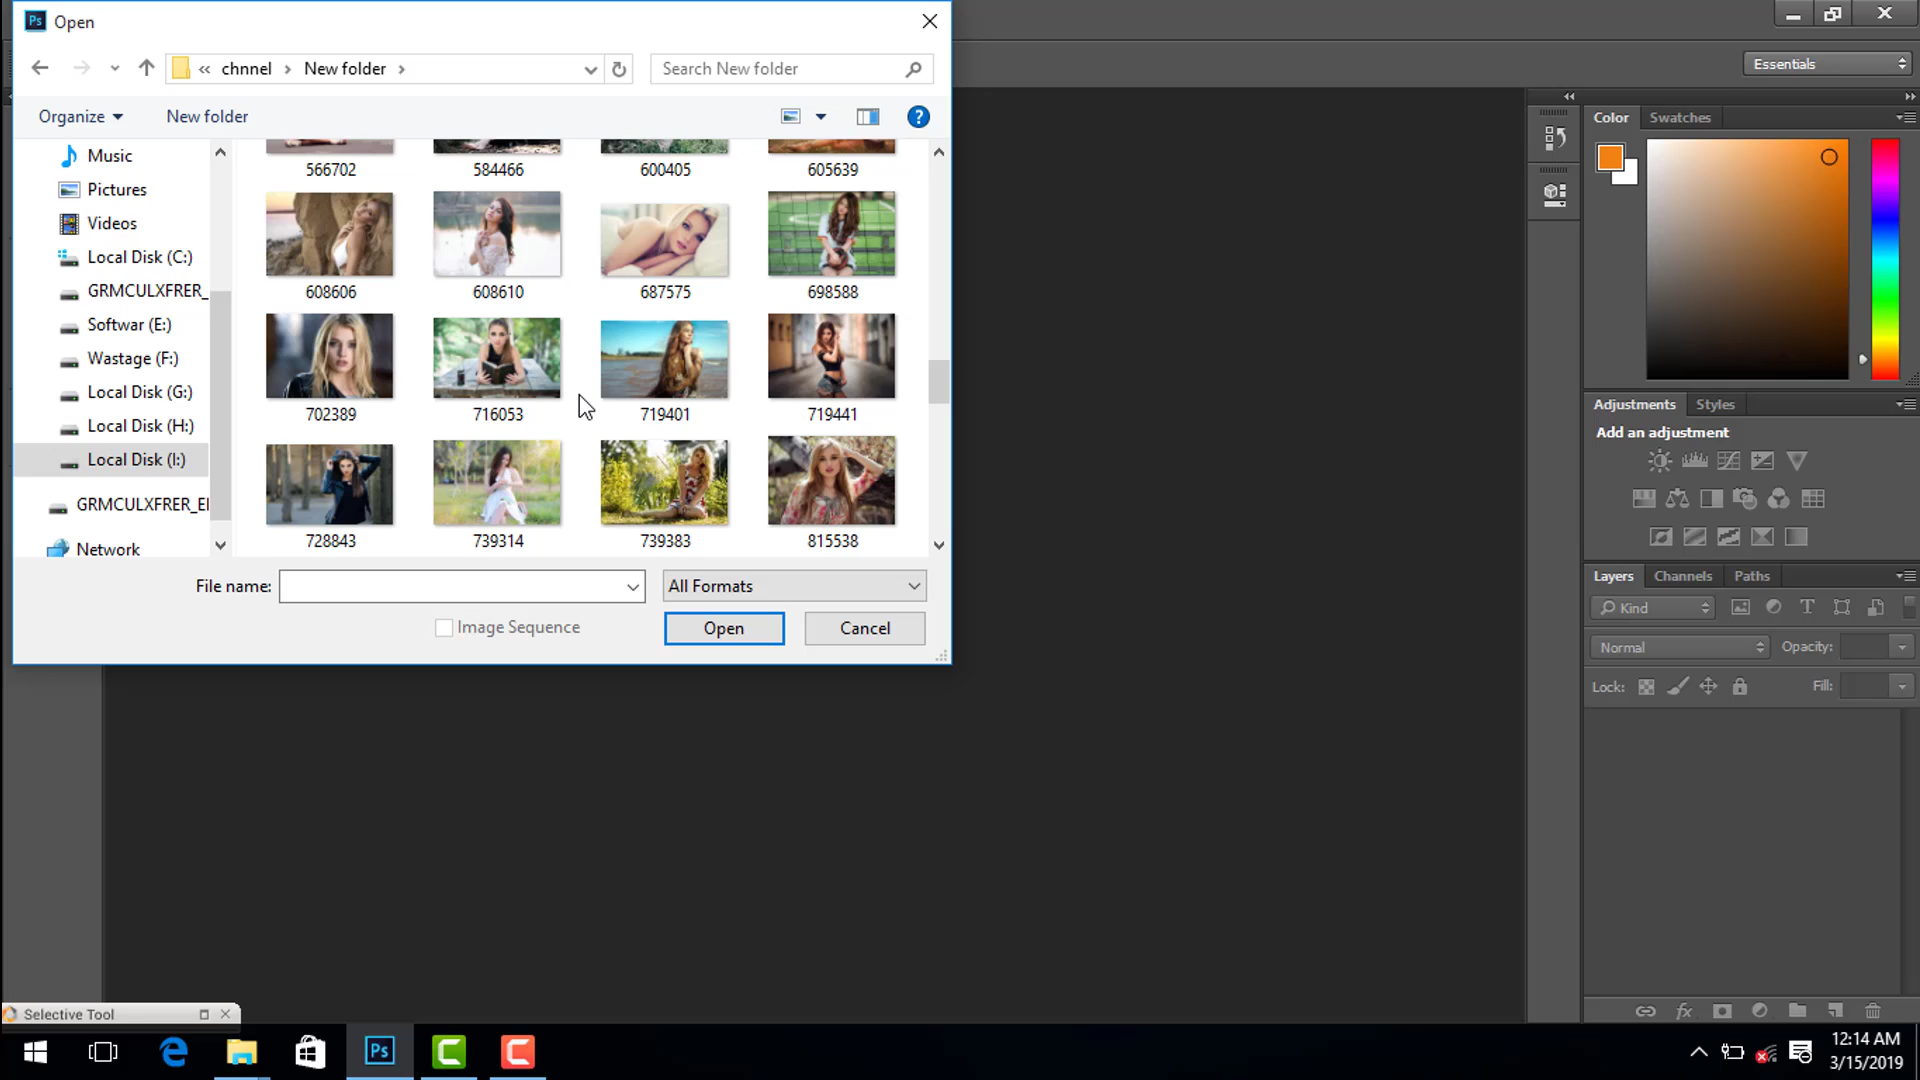 Ps Open
« chnnel › New folder ›
Search New folder
Essentials
Organize
New folder
Color
Swatches
Music
Pictures
Videos
Local Disk (C:)
GRMCULXFRER_
Softwar (E:)
Wastage (F:)
Local Disk (G:)
Local Disk (H:)
Local Disk (I:)
GRMCULXFRER_EI
Network
566702
584466
600405
605639
608606
608610
687575
698588
702389
716053
719401
719441
728843
739314
739383
815538
File name:
All Formats
Image Sequence
Open
Cancel
Adjustments
Styles
Add an adjustment
Layers
Channels
Paths
Kind
Normal
Opacity:
Lock:
Fill:
fx
Selective Tool
Ps
12:14 AM
3/15/2019